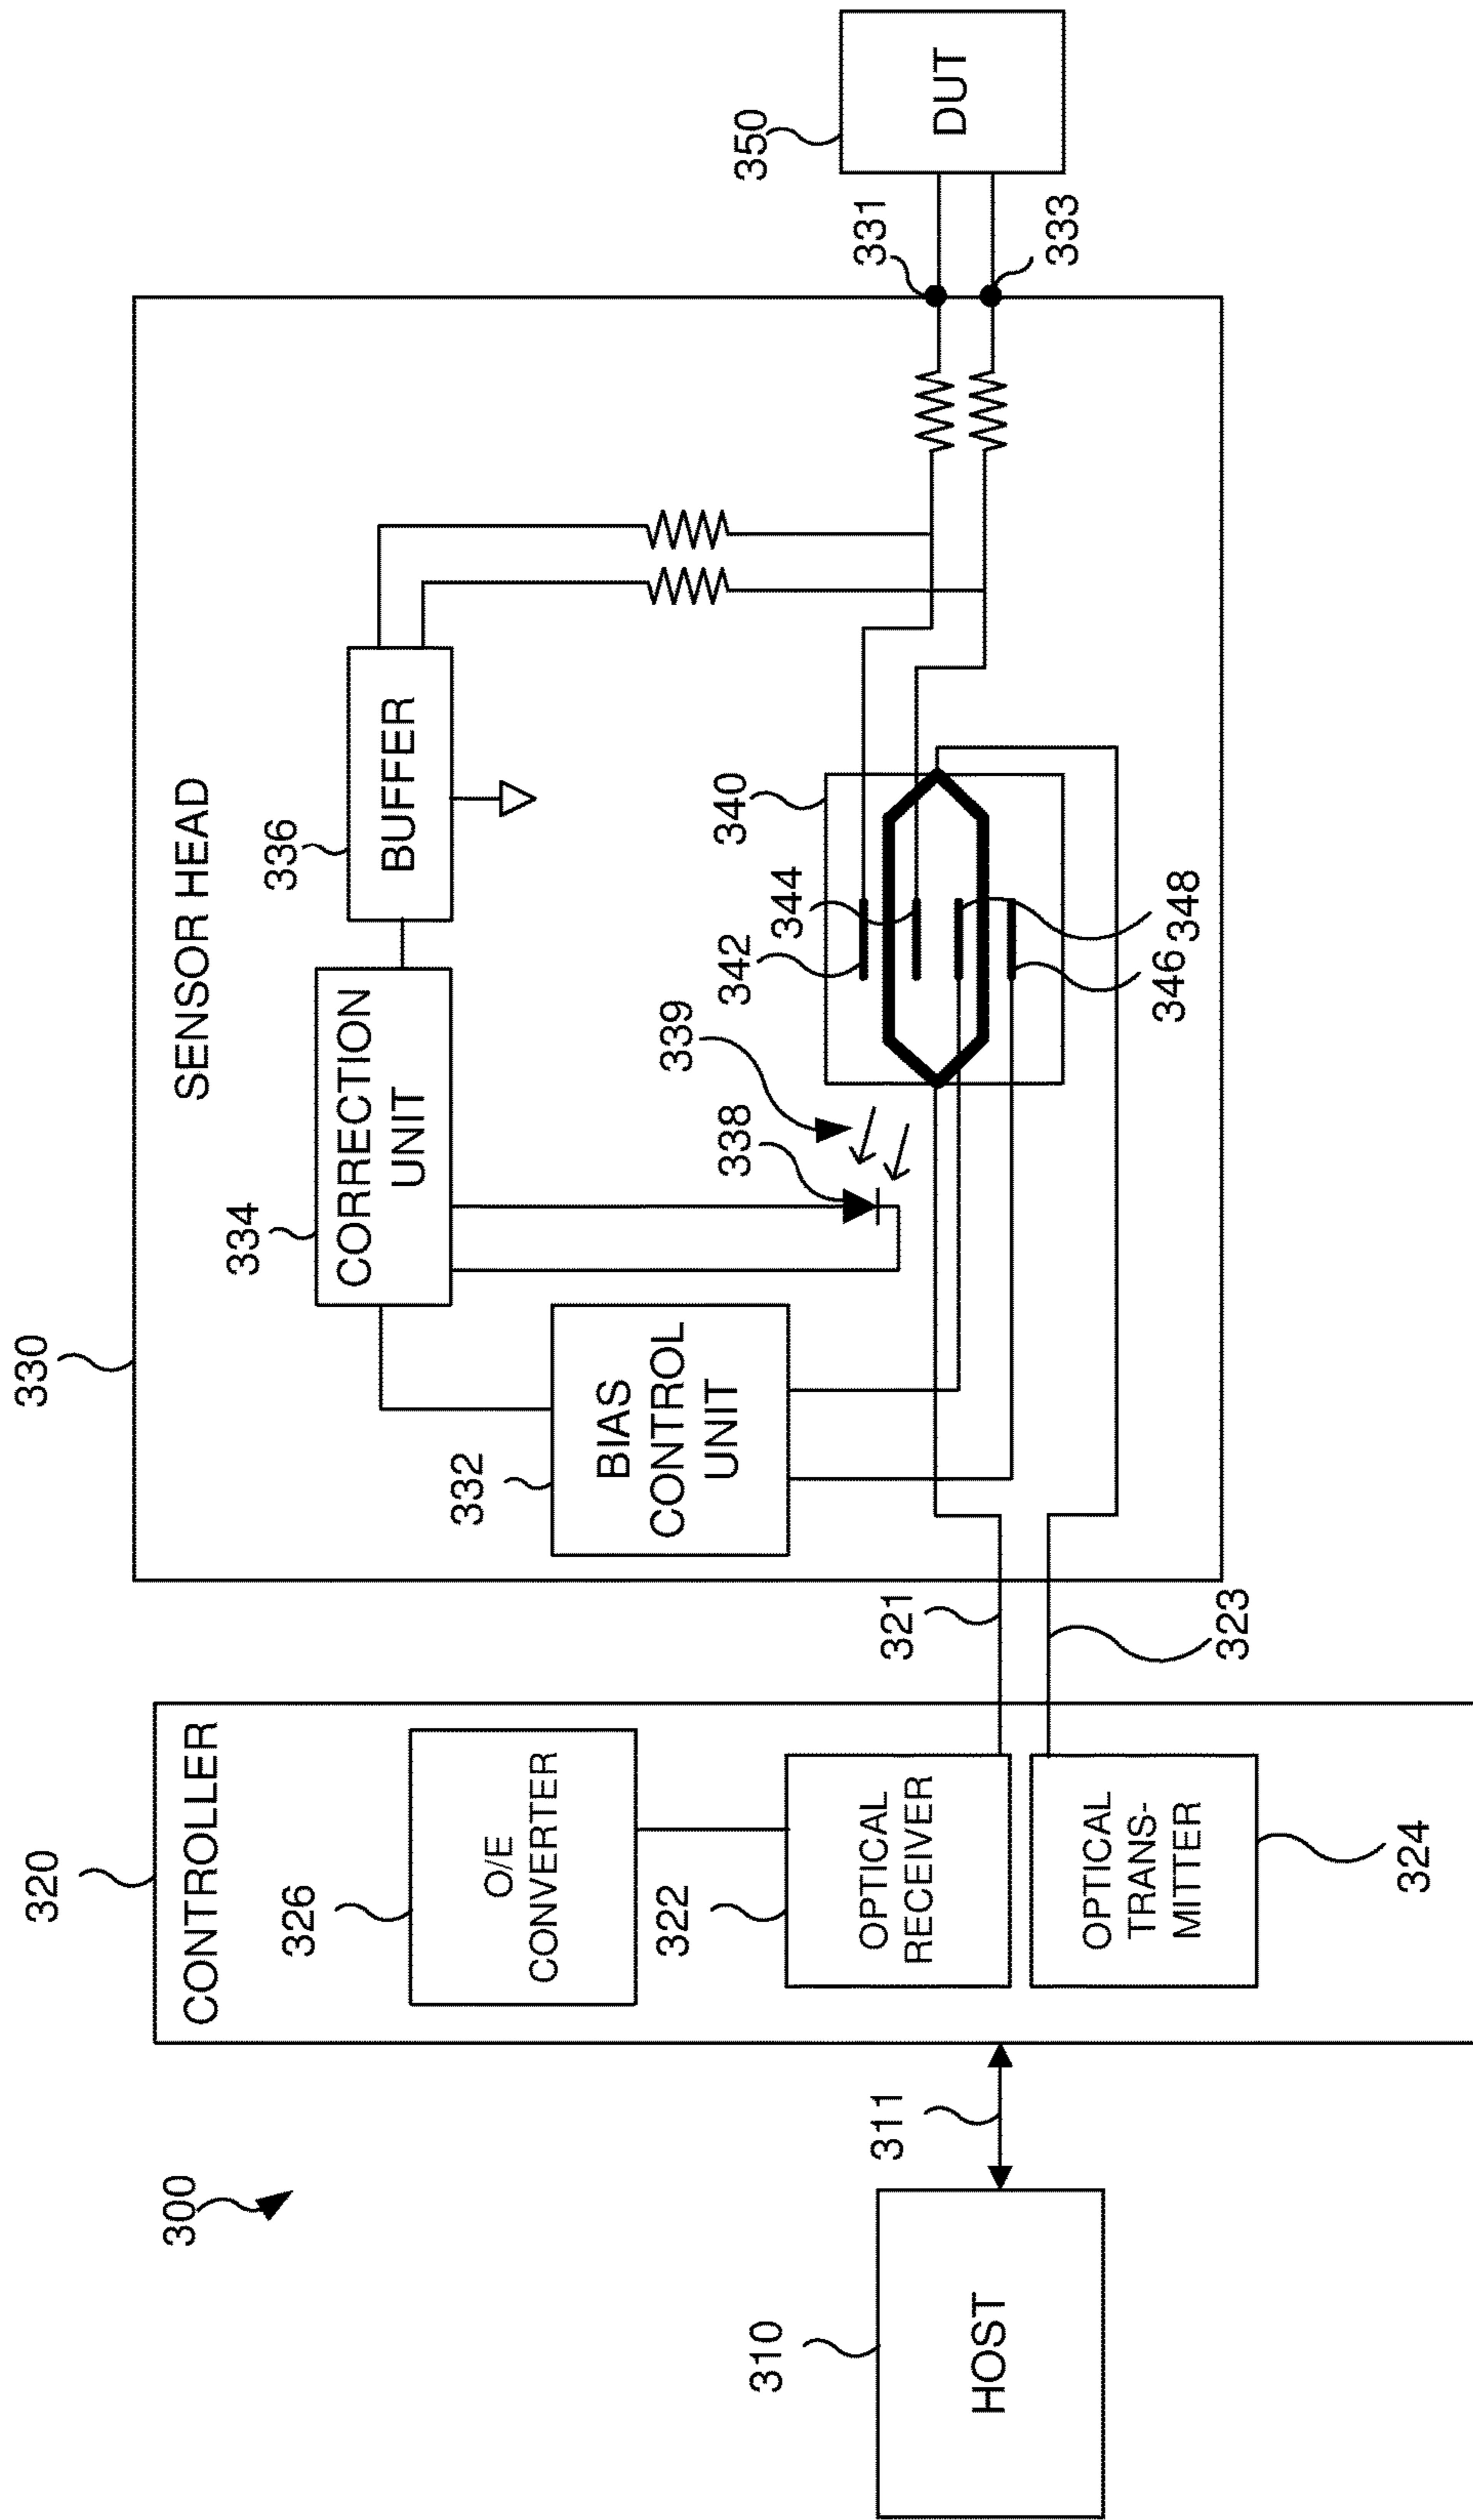 300
310
HOST
311
320
CONTROLLER
326
O/E
CONVERTER
322
OPTICAL
RECEIVER
OPTICAL
TRANS-
MITTER
324
321
323
330
SENSOR HEAD
332
BIAS
CONTROL
UNIT
334
CORRECTION
UNIT
336
BUFFER
338
339
340
342
344
346
348
331
333
350
DUT